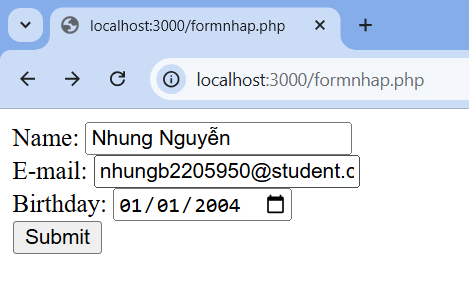 localhost:3000/formnhap.php
localhost:3000/formnhap.php
Name: Nhung Nguyễn
E-mail: nhungb2205950@student.c
Birthday: 01/01/2004
Submit